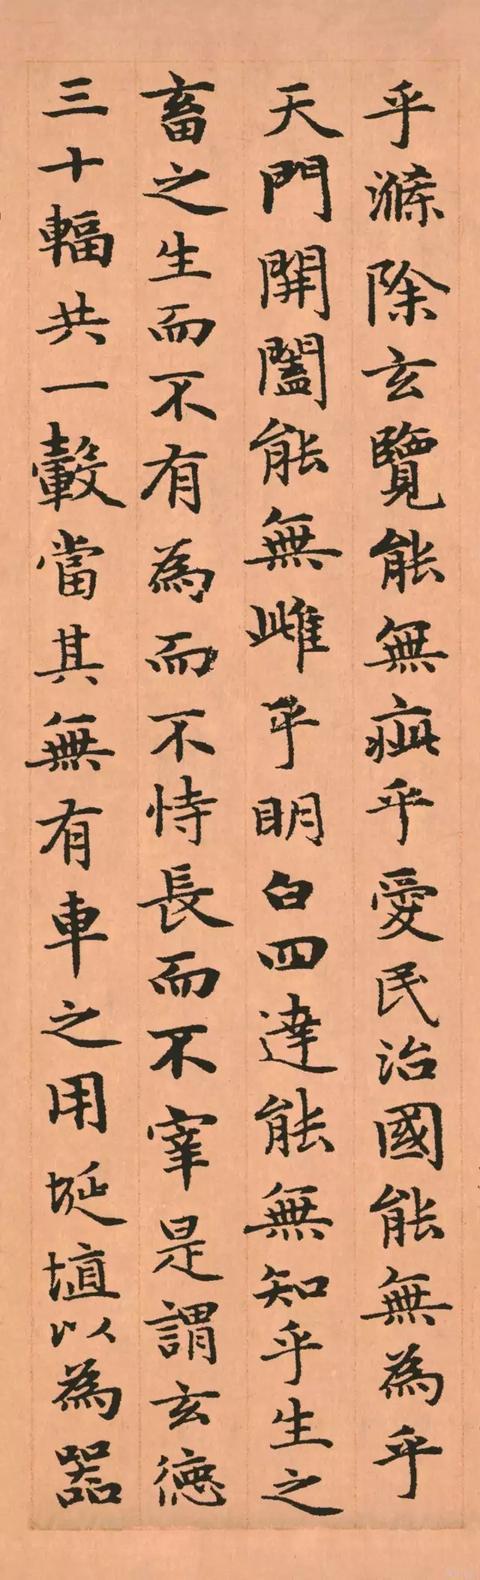 乎滌除玄覽能無疵乎愛民治國能無為乎
天門開闔能無雌乎明白四達能無知乎生之
畜之生而不有為而不恃長而不宰是謂玄德
三十輻共一轂當其無有車之用埏埴以為器